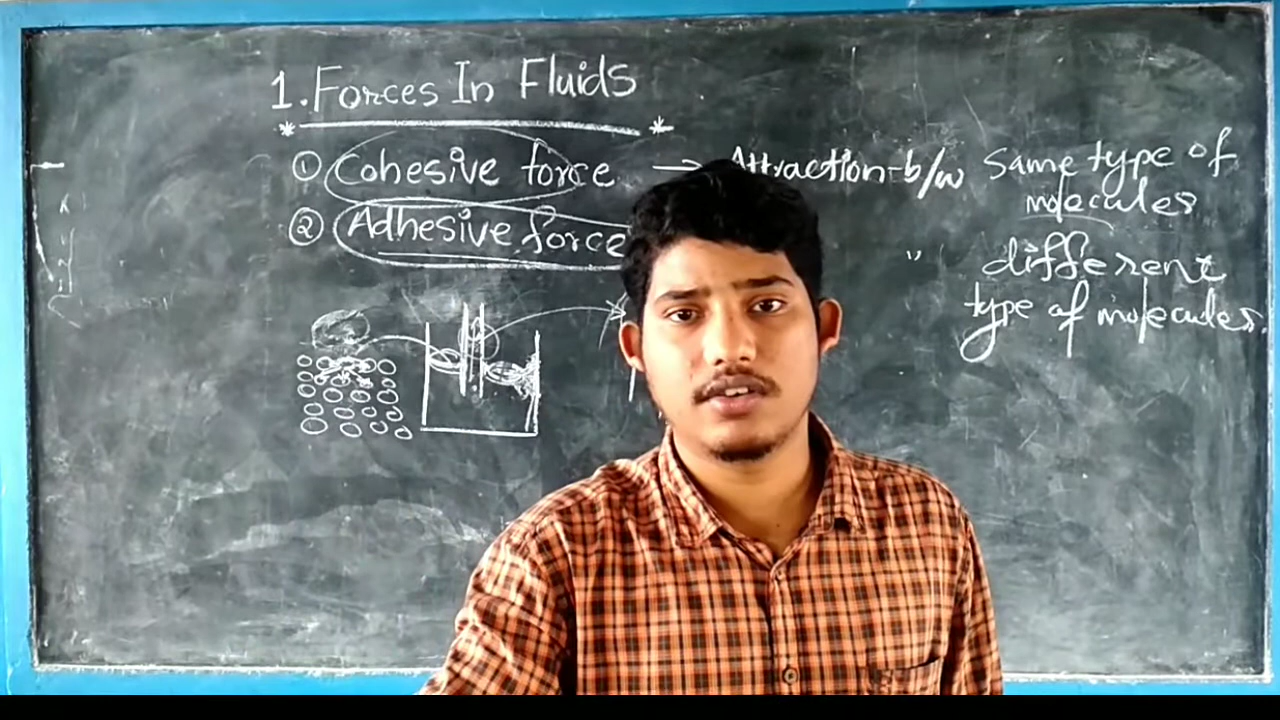 1. Forces In Fluids
① Cohesive force → Attraction b/w Same type of
molecules
② Adhesive force " different
type of molecules.